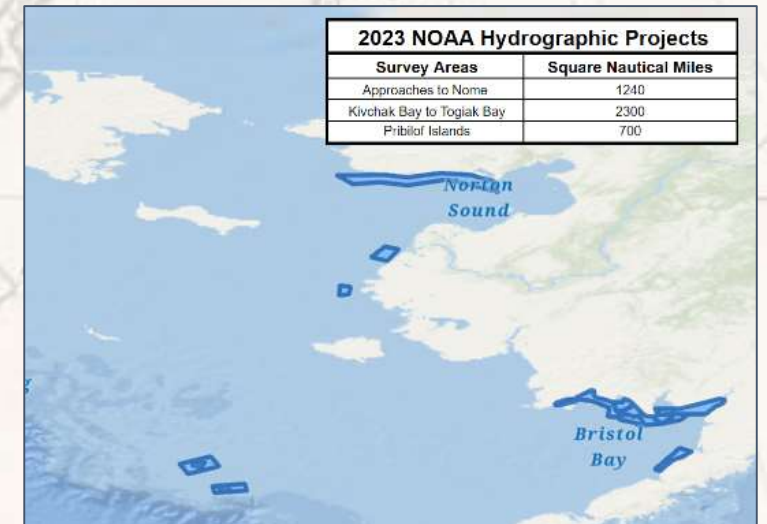 2023 NOAA Hydrographic Projects
Survey Areas Square Nautical Miles
Approaches to Nome 1240
Kivchak Bay to Togiak Bay 2300
Pribilof Islands 700
Norton
Sound
Bristol
Bay